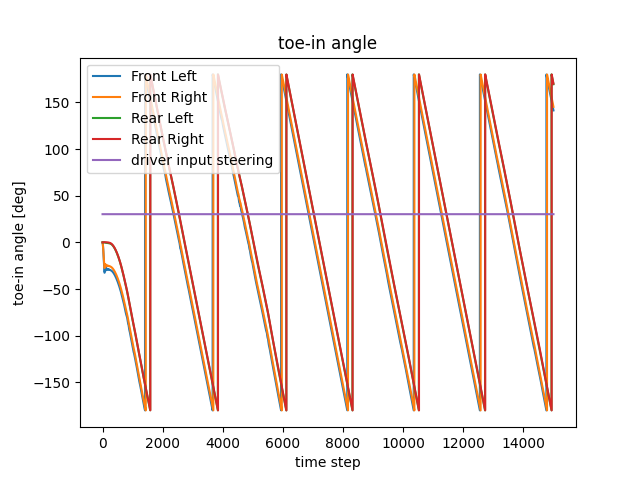 toe-in angle
Front Left
Front Right
Rear Left
Rear Right
driver input steering
toe-in angle [deg]
150
100
50
0
−50
−100
−150
0 2000 4000 6000 8000 10000 12000 14000
time step